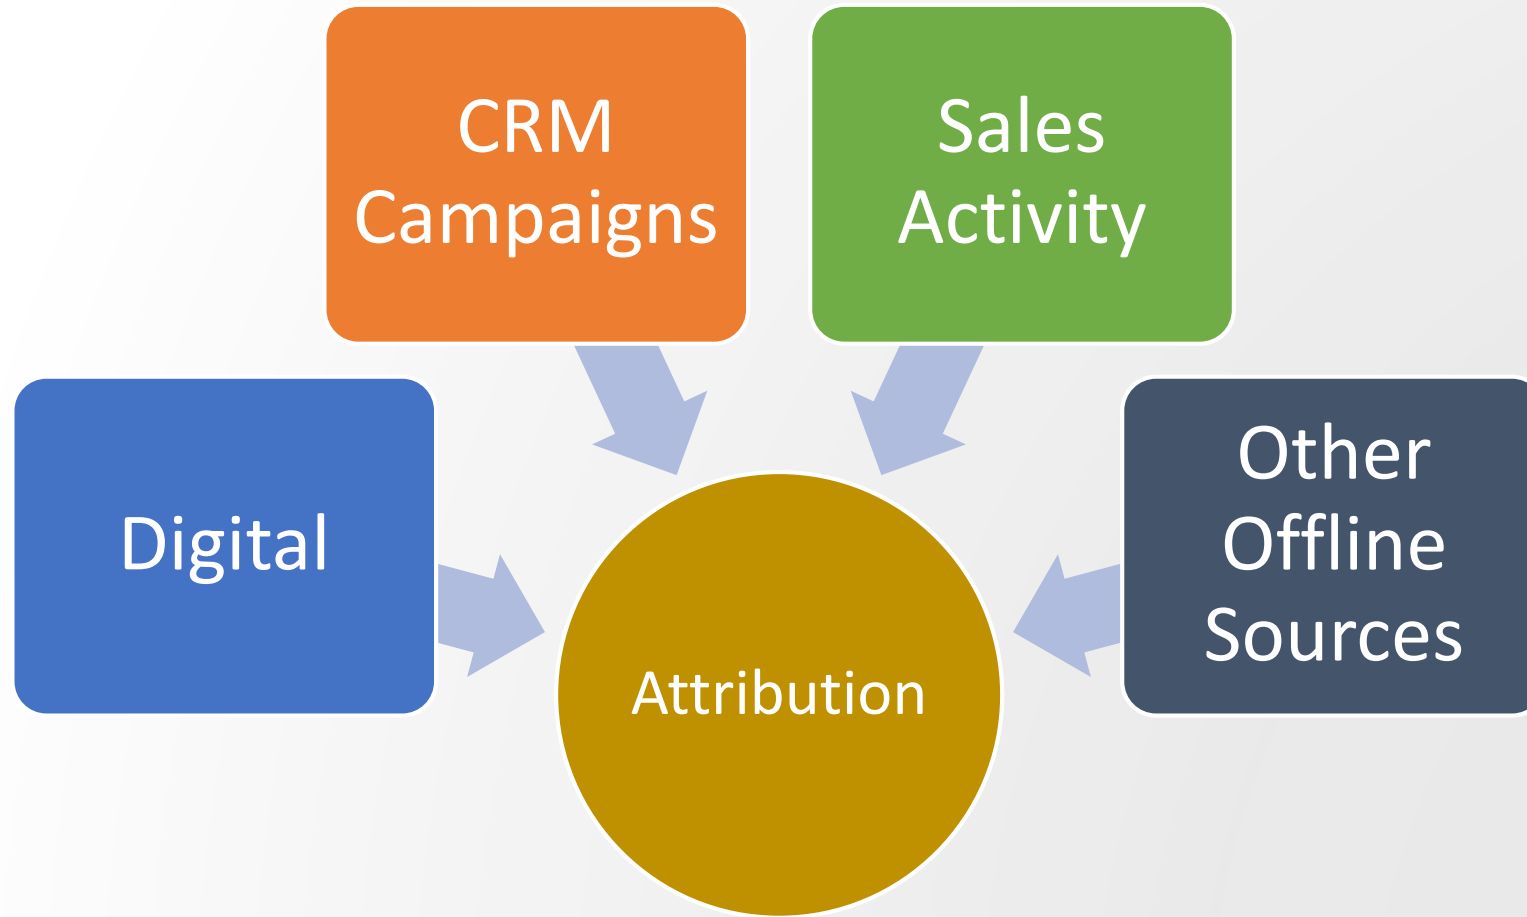 CRM
Campaigns
Sales
Activity
Digital
Other
Offline
Sources
Attribution